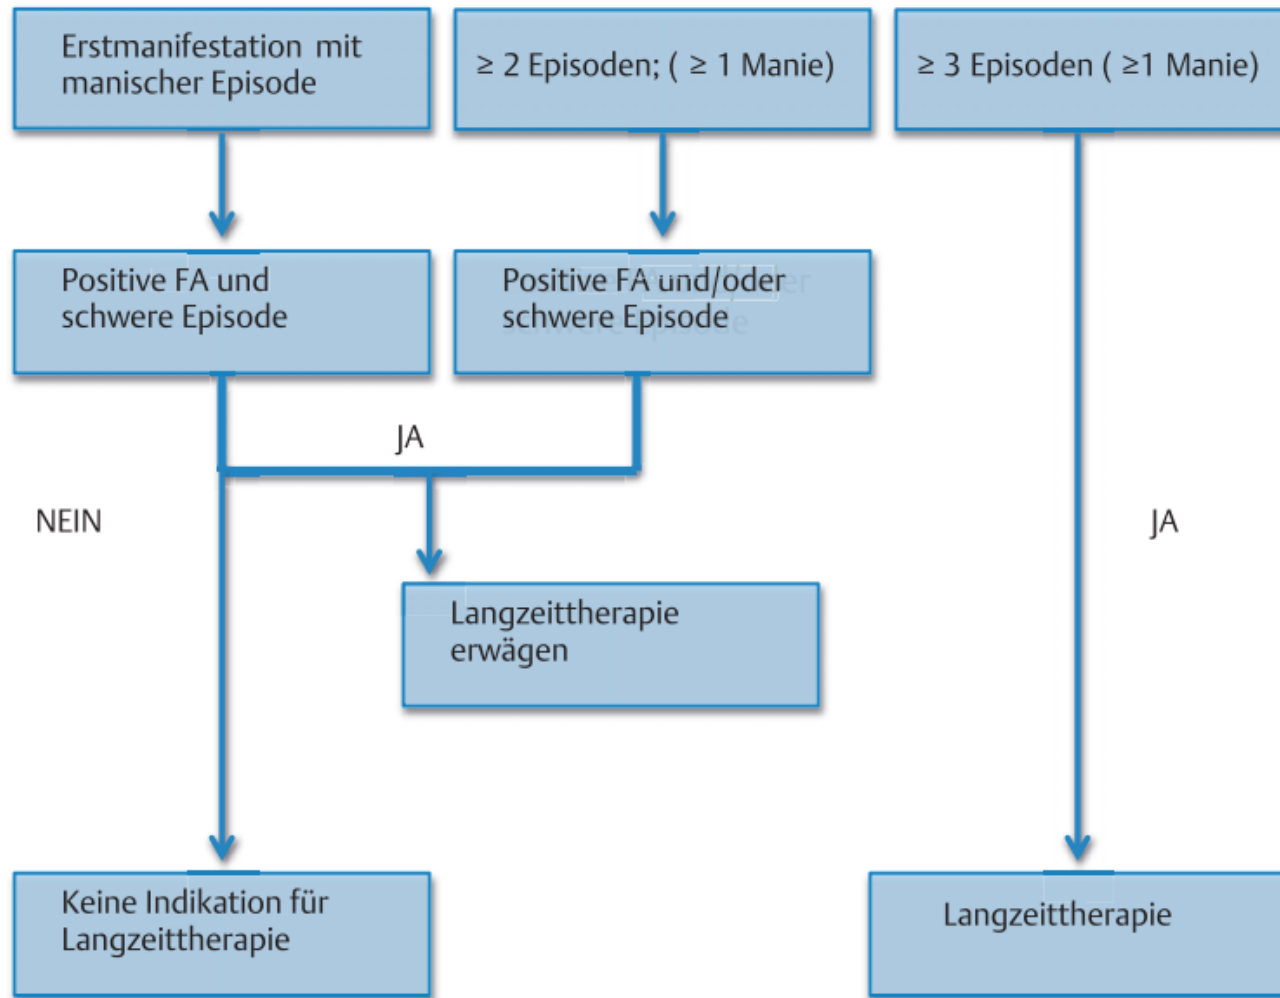 Erstmanifestation mit
manischer Episode
≥ 2 Episoden; ( ≥ 1 Manie)
≥ 3 Episoden ( ≥1 Manie)
Positive FA und
schwere Episode
Positive FA und/oder
schwere Episode
JA
NEIN
JA
Langzeittherapie
erwägen
Keine Indikation für
Langzeittherapie
Langzeittherapie